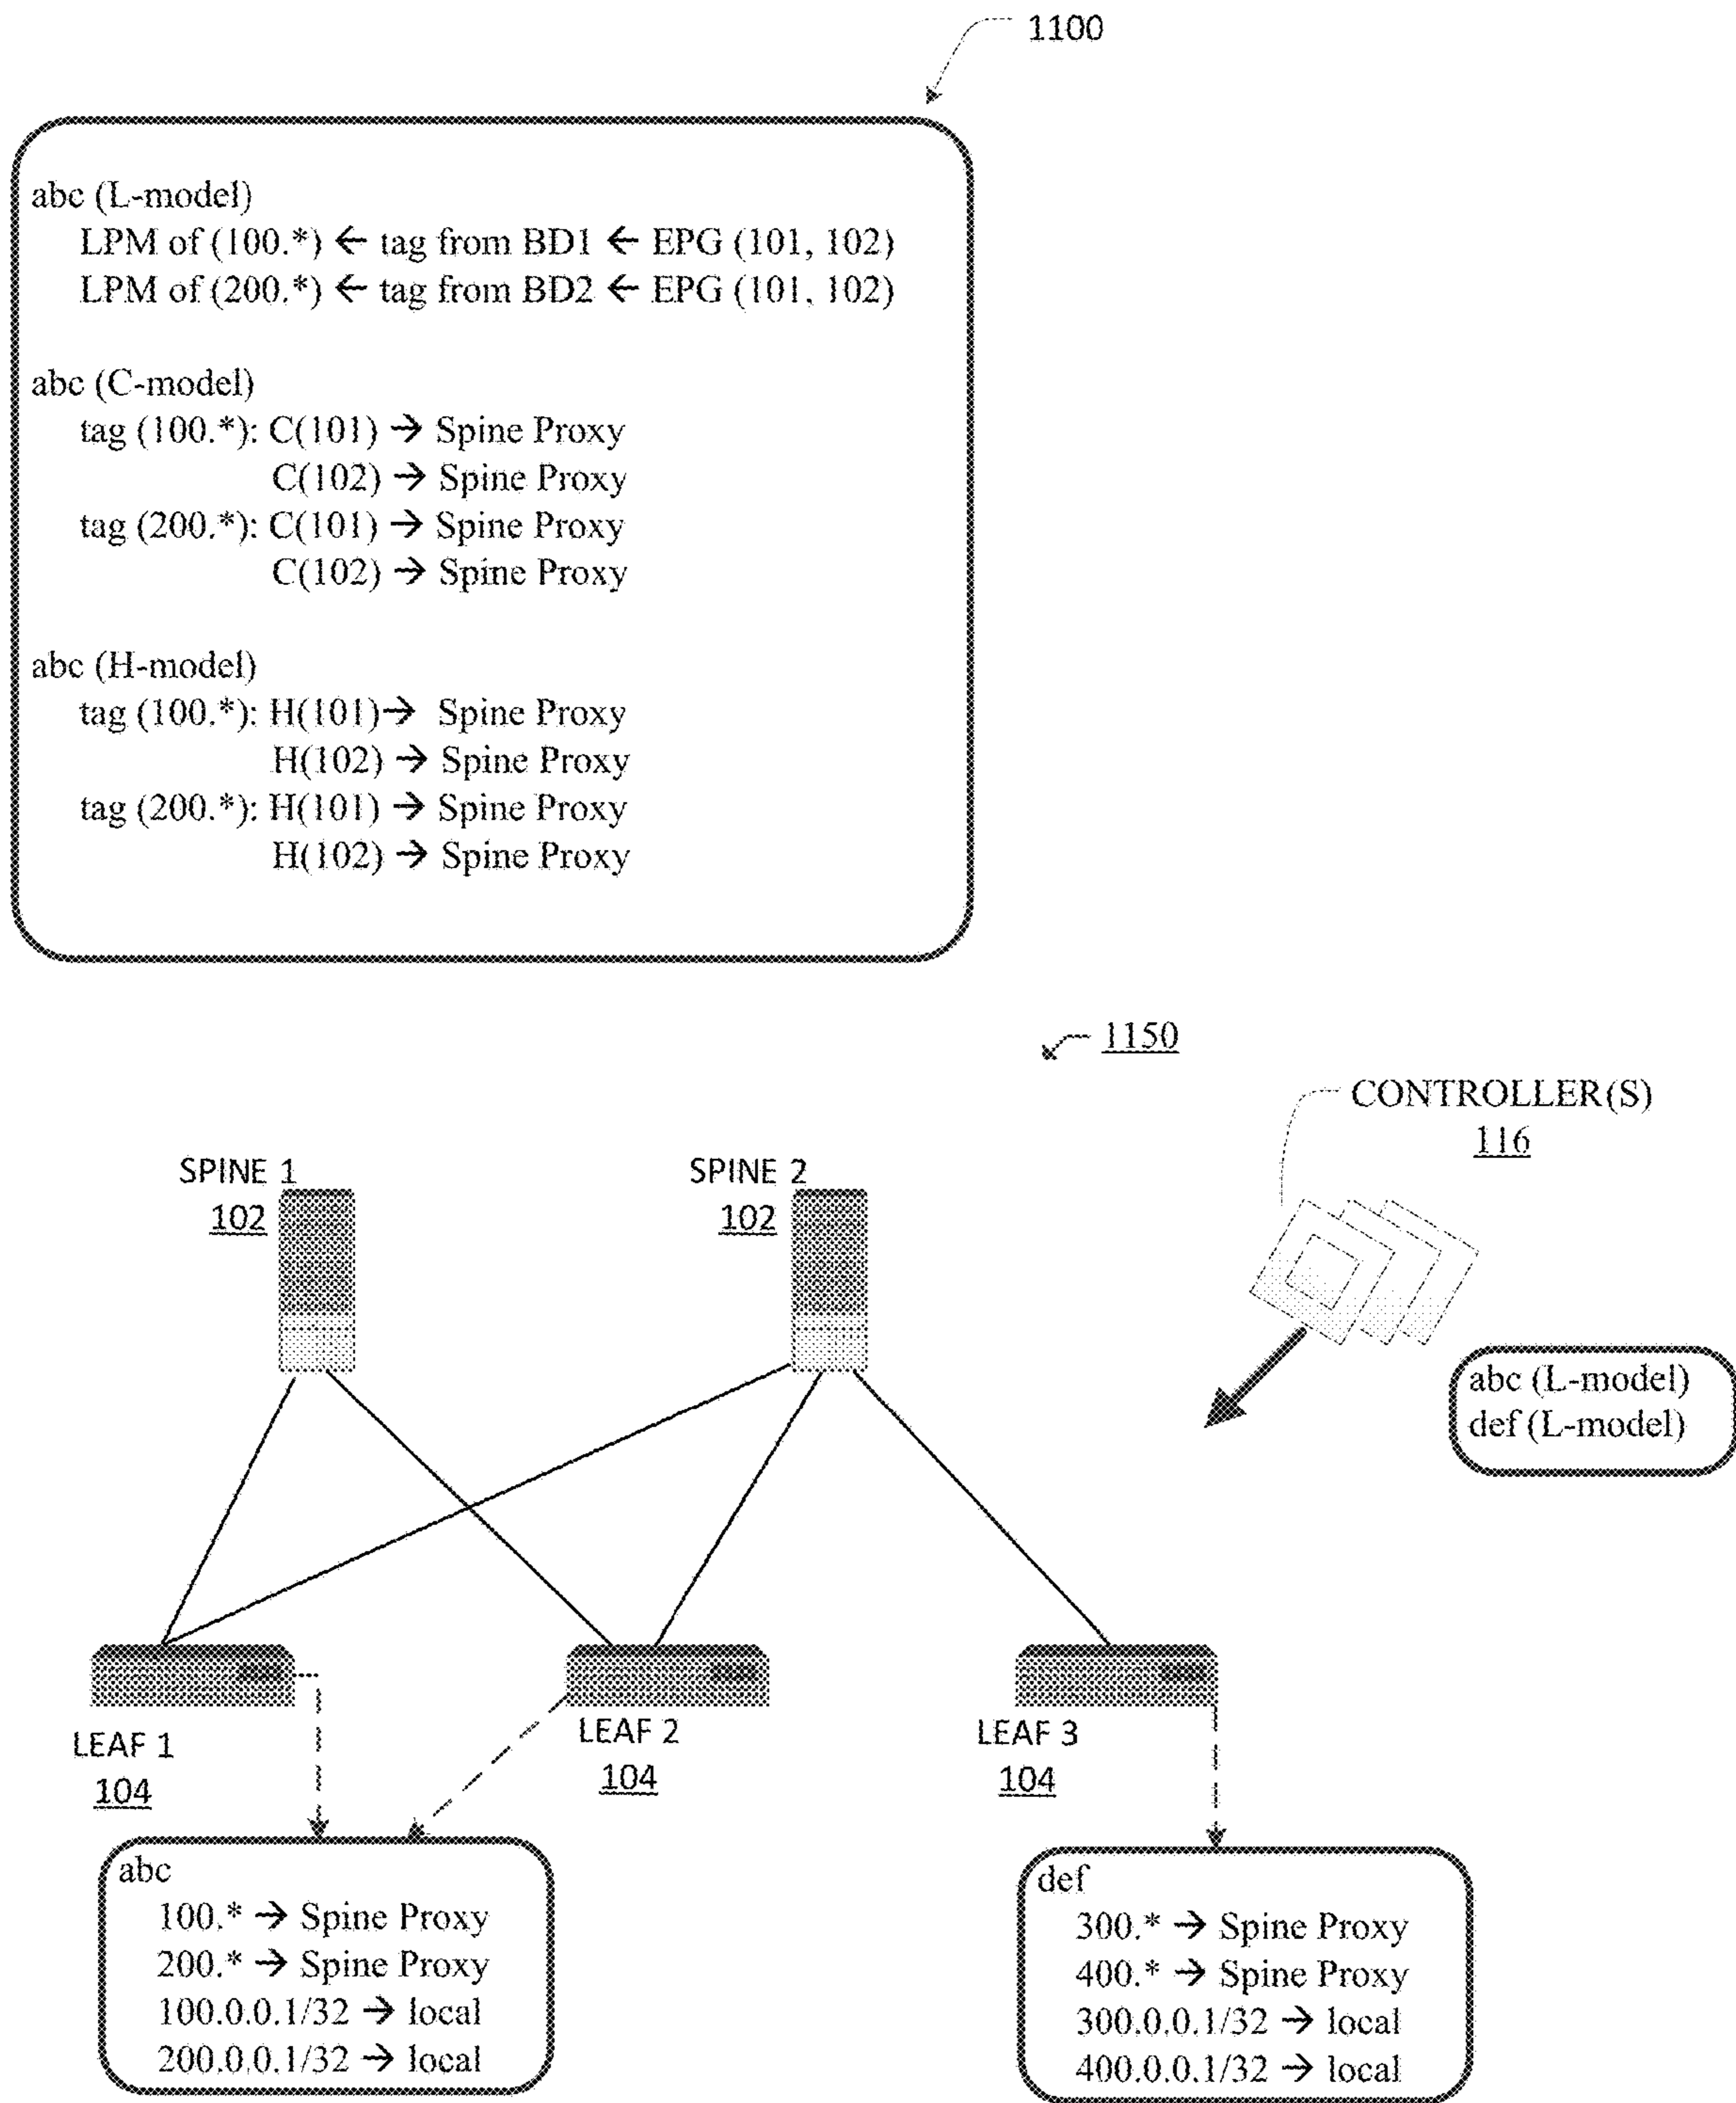 1100
abc (L-model)
LPM of (100.*) ← tag from BD1 ← EPG (101, 102)
LPM of (200.*) ← tag from BD2 ← EPG (101, 102)
abc (C-model)
tag (100.*): C(101) → Spine Proxy
C(102) → Spine Proxy
tag (200.*): C(101) → Spine Proxy
C(102) → Spine Proxy
abc (H-model)
tag (100.*): H(101)→ Spine Proxy
H(102) → Spine Proxy
tag (200.*): H(101) → Spine Proxy
H(102) → Spine Proxy
1150
CONTROLLER(S)
116
SPINE 1
102
SPINE 2
102
abc (L-model)
def (L-model)
LEAF 1
104
LEAF 2
104
LEAF 3
104
abc
100.* → Spine Proxy
200.* → Spine Proxy
100.0.0.1/32 → local
200.0.0.1/32 → local
def
300.* → Spine Proxy
400.* → Spine Proxy
300.0.0.1/32 → local
400.0.0.1/32 → local